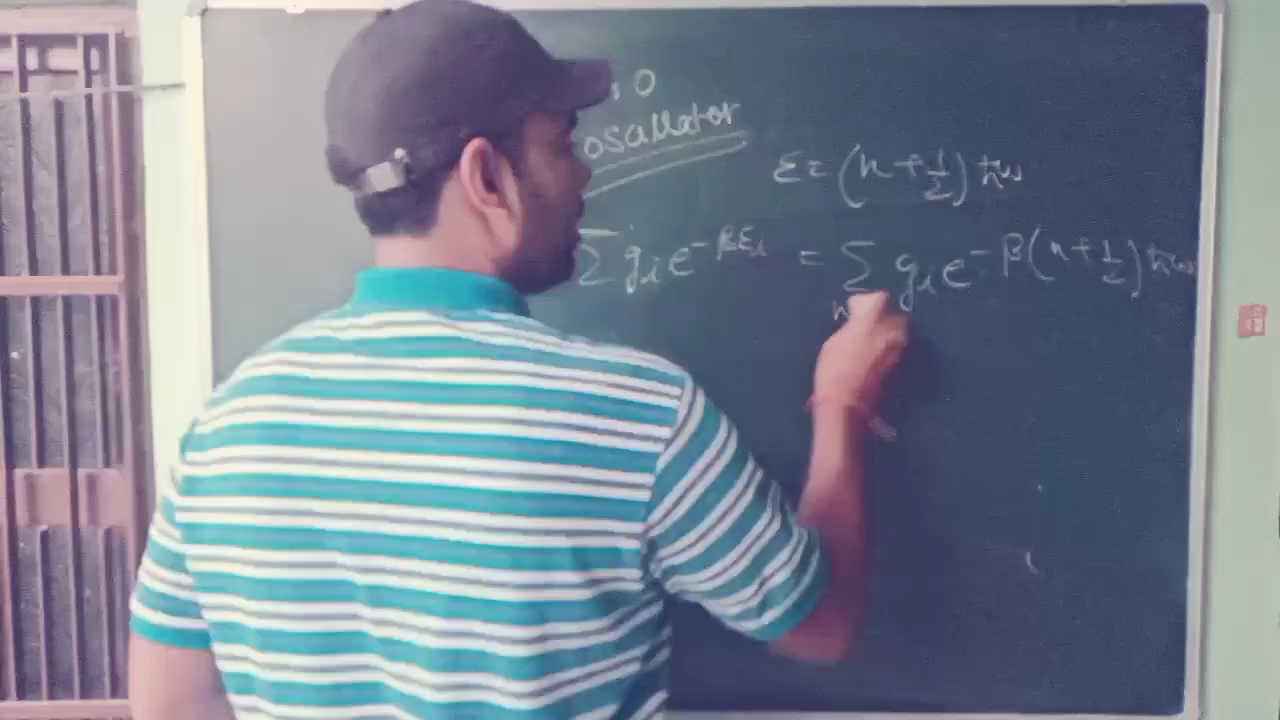 oscillator
ε = (n + 1/2) ħω
Σ gᵢ e^{-βεᵢ} = Σ gᵢ e^{-β(n + 1/2) ħω}
n